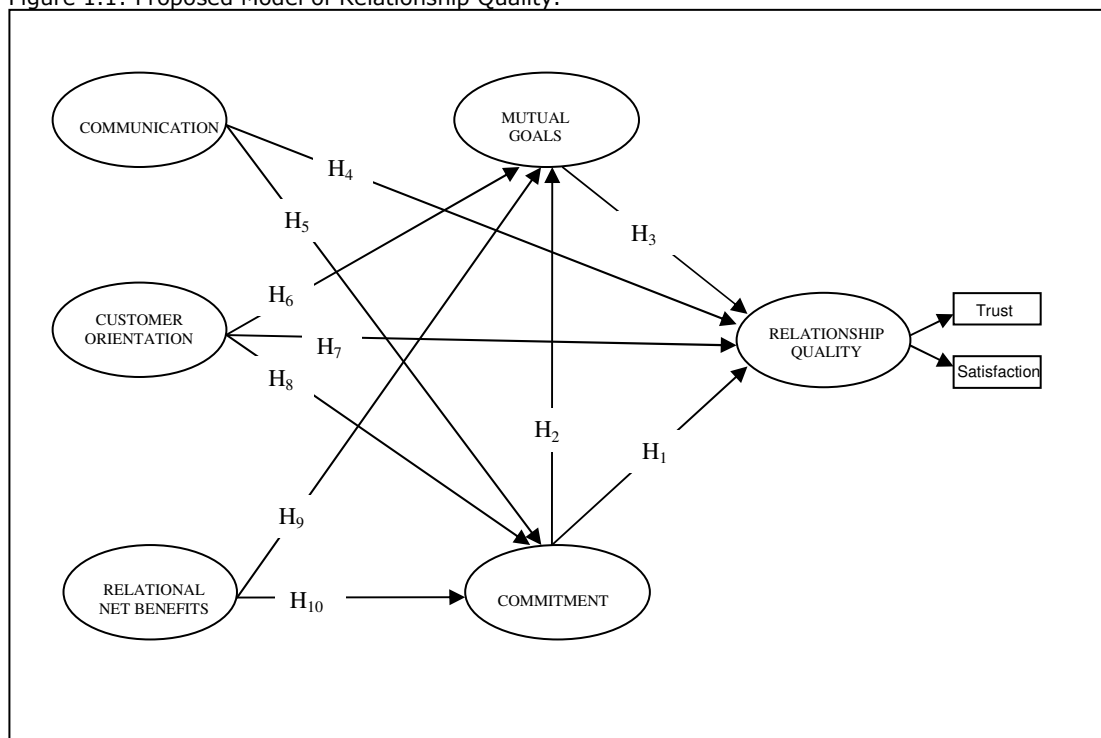 Figure 1.1: Proposed Model of Relationship Quality.
COMMUNICATION
MUTUAL
GOALS
H4
H5
H3
H6
CUSTOMER
ORIENTATION
H7
H8
RELATIONSHIP
QUALITY
Trust
Satisfaction
H2
H1
H9
RELATIONAL
NET BENEFITS
H10
COMMITMENT